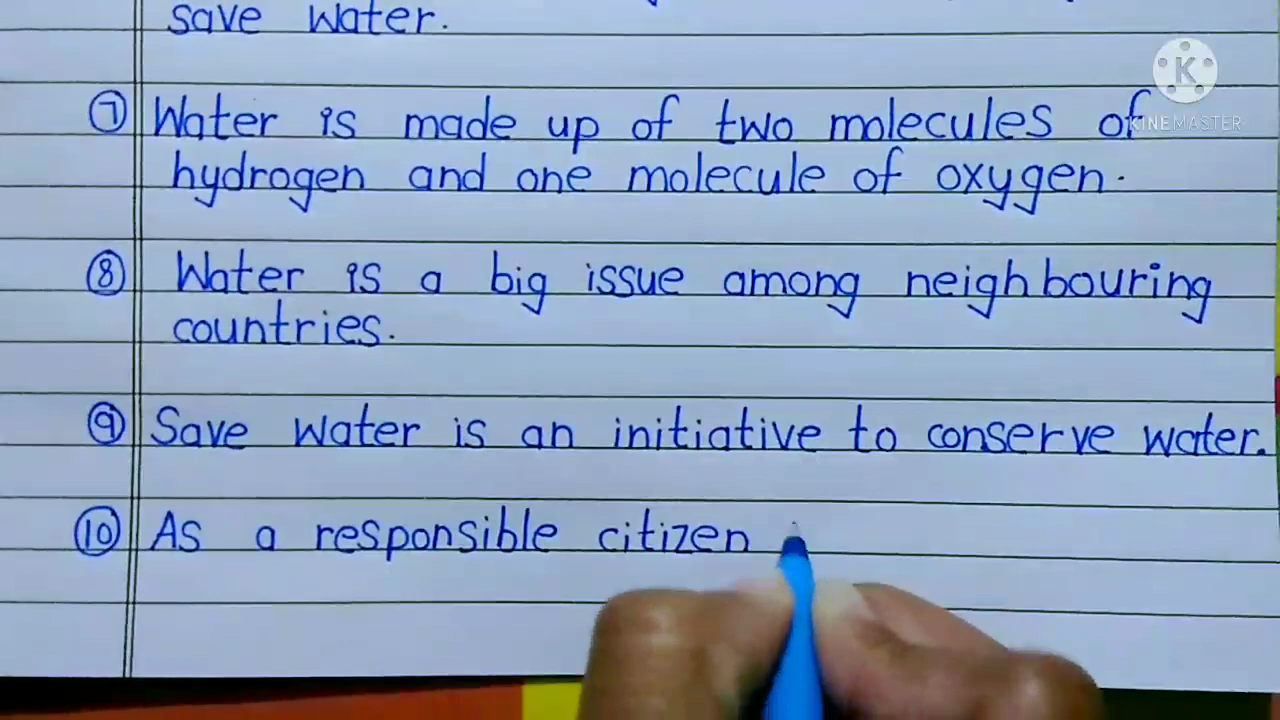 save water.
K
KINEMASTER
⑦ Water is made up of two molecules of
hydrogen and one molecule of oxygen.
⑧ Water is a big issue among neighbouring
countries.
⑨ Save water is an initiative to conserve water.
⑩ As a responsible citizen